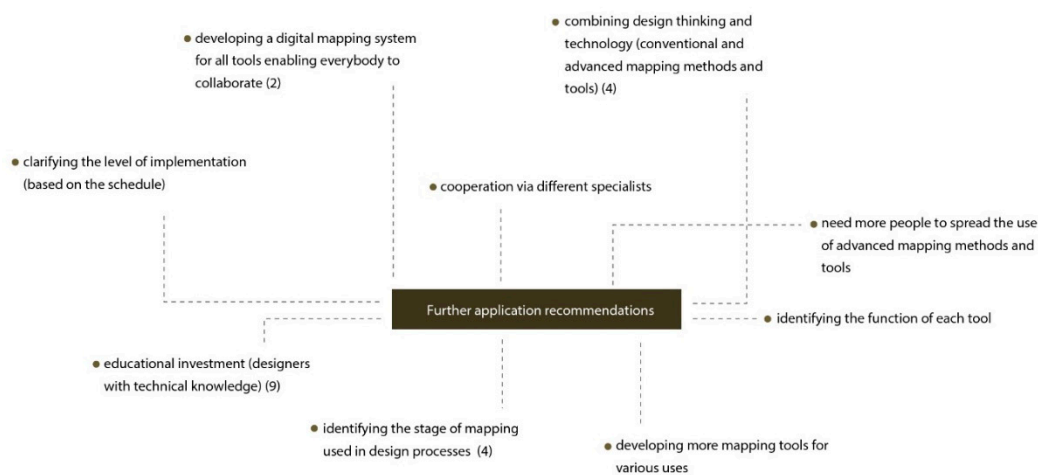 developing a digital mapping system
for all tools enabling everybody to
collaborate (2)
combining design thinking and
technology (conventional and
advanced mapping methods and
tools) (4)
clarifying the level of implementation
(based on the schedule)
cooperation via different specialists
need more people to spread the use
of advanced mapping methods and
tools
Further application recommendations
identifying the function of each tool
educational investment (designers
with technical knowledge) (9)
identifying the stage of mapping
used in design processes (4)
developing more mapping tools for
various uses